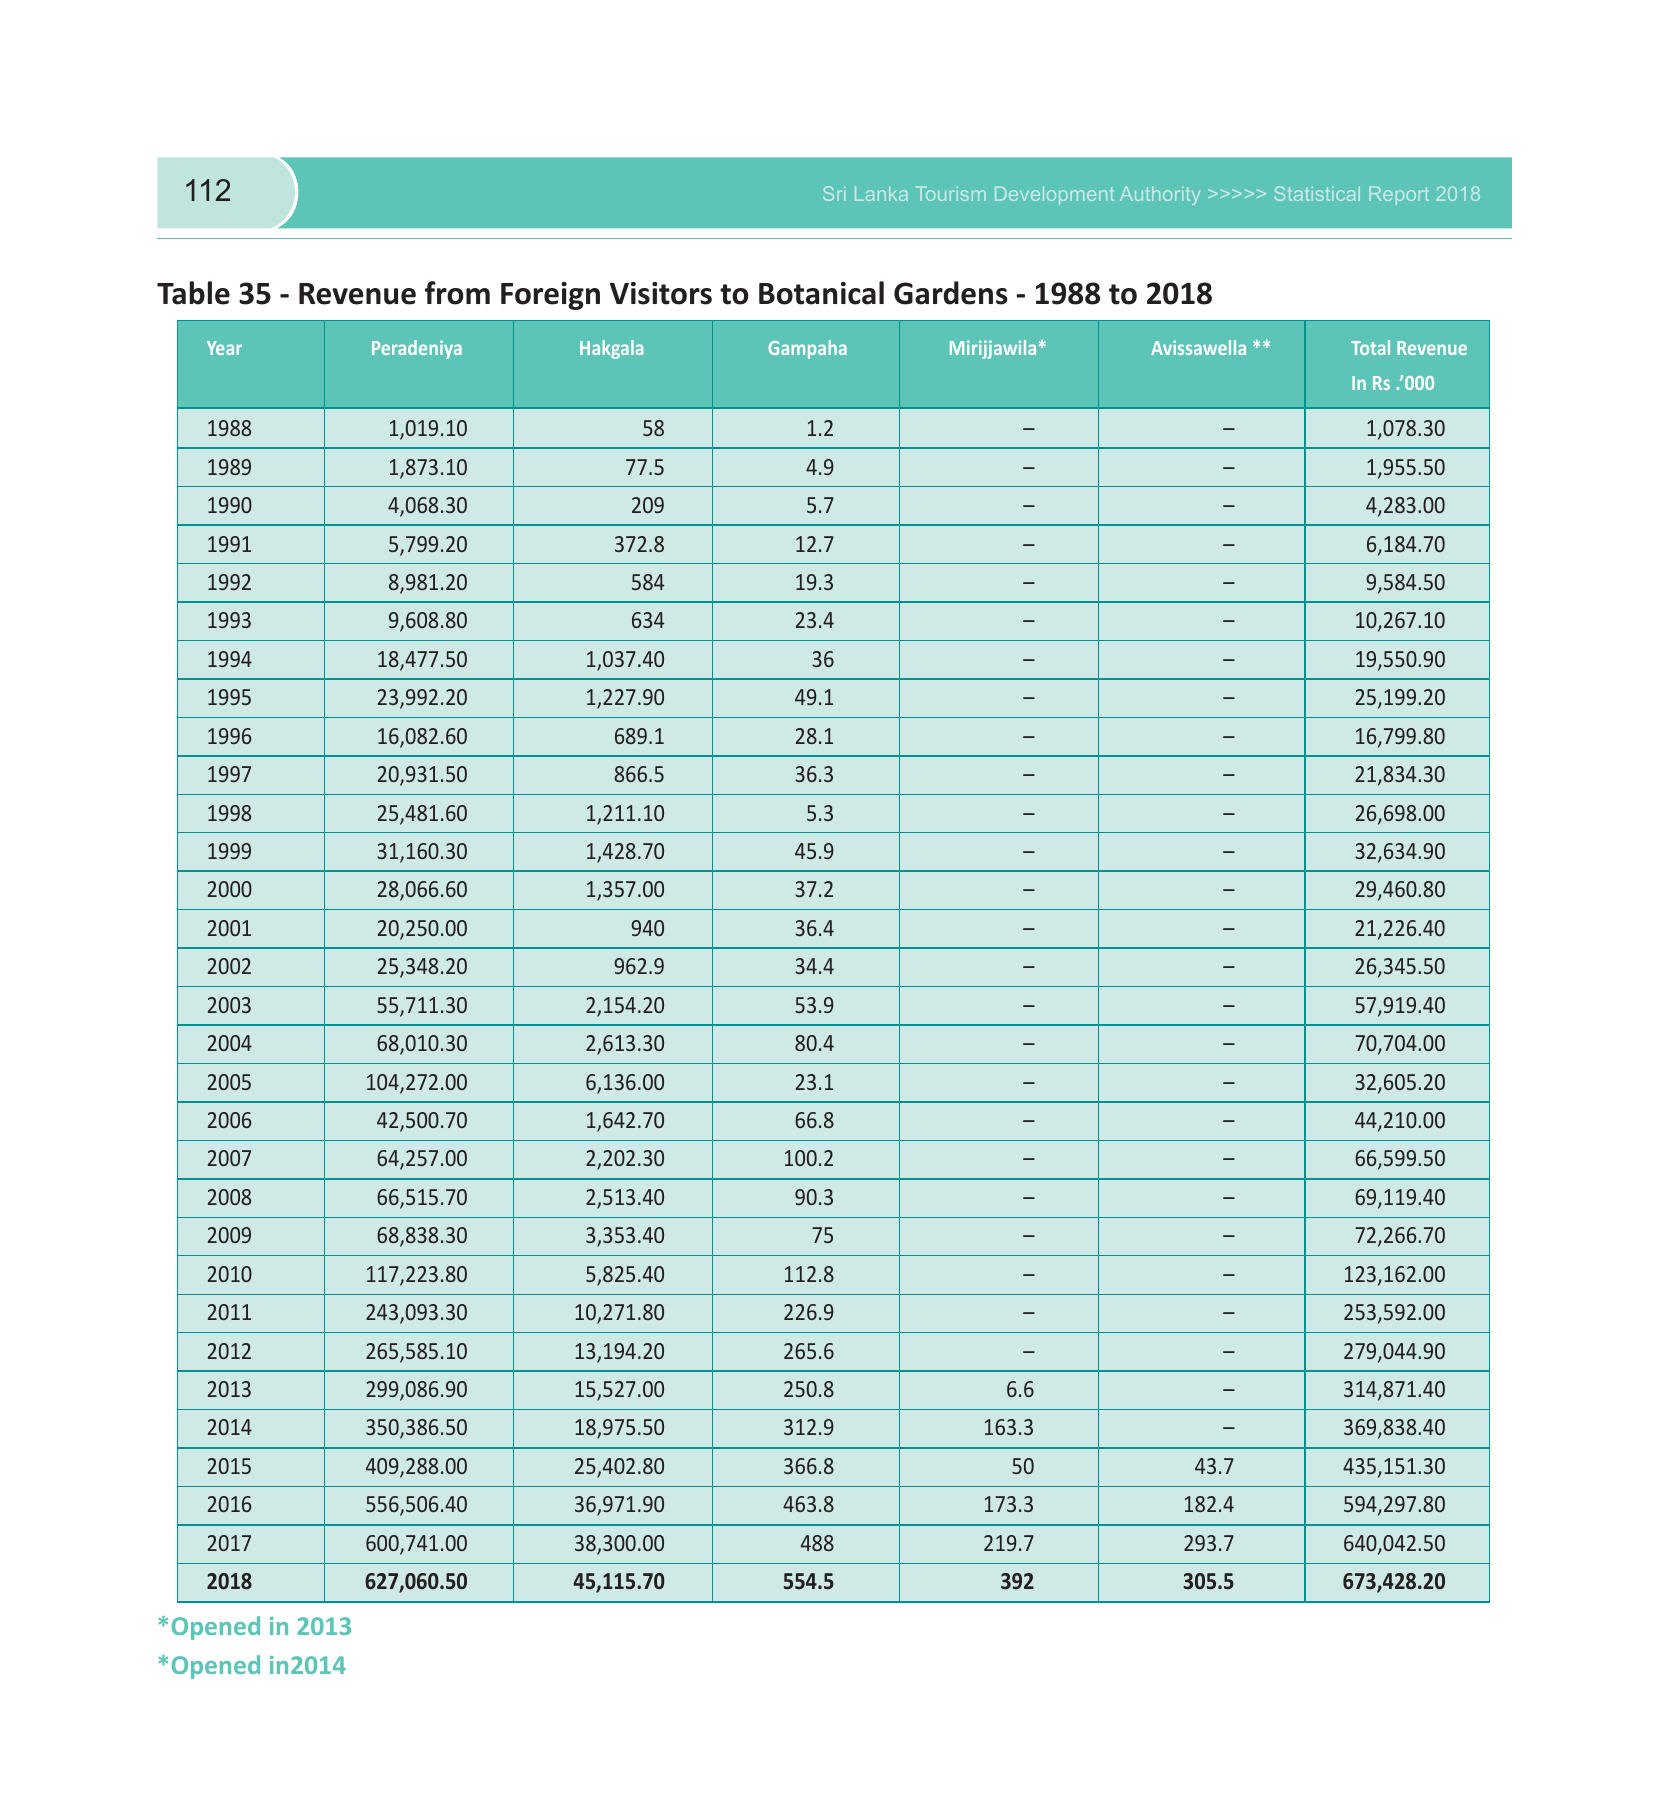 112
Sri Lanka Tourism Development Authority >>>>> Statistical Report 2018
Table 35 - Revenue from Foreign Visitors to Botanical Gardens - 1988 to 2018
Year Peradeniya Hakgala Gampaha Mirijjawila* Avissawella ** Total Revenue
In Rs .’000
1988 1,019.10 58 1.2 – – 1,078.30
1989 1,873.10 77.5 4.9 – – 1,955.50
1990 4,068.30 209 5.7 – – 4,283.00
1991 5,799.20 372.8 12.7 – – 6,184.70
1992 8,981.20 584 19.3 – – 9,584.50
1993 9,608.80 634 23.4 – – 10,267.10
1994 18,477.50 1,037.40 36 – – 19,550.90
1995 23,992.20 1,227.90 49.1 – – 25,199.20
1996 16,082.60 689.1 28.1 – – 16,799.80
1997 20,931.50 866.5 36.3 – – 21,834.30
1998 25,481.60 1,211.10 5.3 – – 26,698.00
1999 31,160.30 1,428.70 45.9 – – 32,634.90
2000 28,066.60 1,357.00 37.2 – – 29,460.80
2001 20,250.00 940 36.4 – – 21,226.40
2002 25,348.20 962.9 34.4 – – 26,345.50
2003 55,711.30 2,154.20 53.9 – – 57,919.40
2004 68,010.30 2,613.30 80.4 – – 70,704.00
2005 104,272.00 6,136.00 23.1 – – 32,605.20
2006 42,500.70 1,642.70 66.8 – – 44,210.00
2007 64,257.00 2,202.30 100.2 – – 66,599.50
2008 66,515.70 2,513.40 90.3 – – 69,119.40
2009 68,838.30 3,353.40 75 – – 72,266.70
2010 117,223.80 5,825.40 112.8 – – 123,162.00
2011 243,093.30 10,271.80 226.9 – – 253,592.00
2012 265,585.10 13,194.20 265.6 – – 279,044.90
2013 299,086.90 15,527.00 250.8 6.6 – 314,871.40
2014 350,386.50 18,975.50 312.9 163.3 – 369,838.40
2015 409,288.00 25,402.80 366.8 50 43.7 435,151.30
2016 556,506.40 36,971.90 463.8 173.3 182.4 594,297.80
2017 600,741.00 38,300.00 488 219.7 293.7 640,042.50
2018 627,060.50 45,115.70 554.5 392 305.5 673,428.20
*Opened in 2013
*Opened in2014